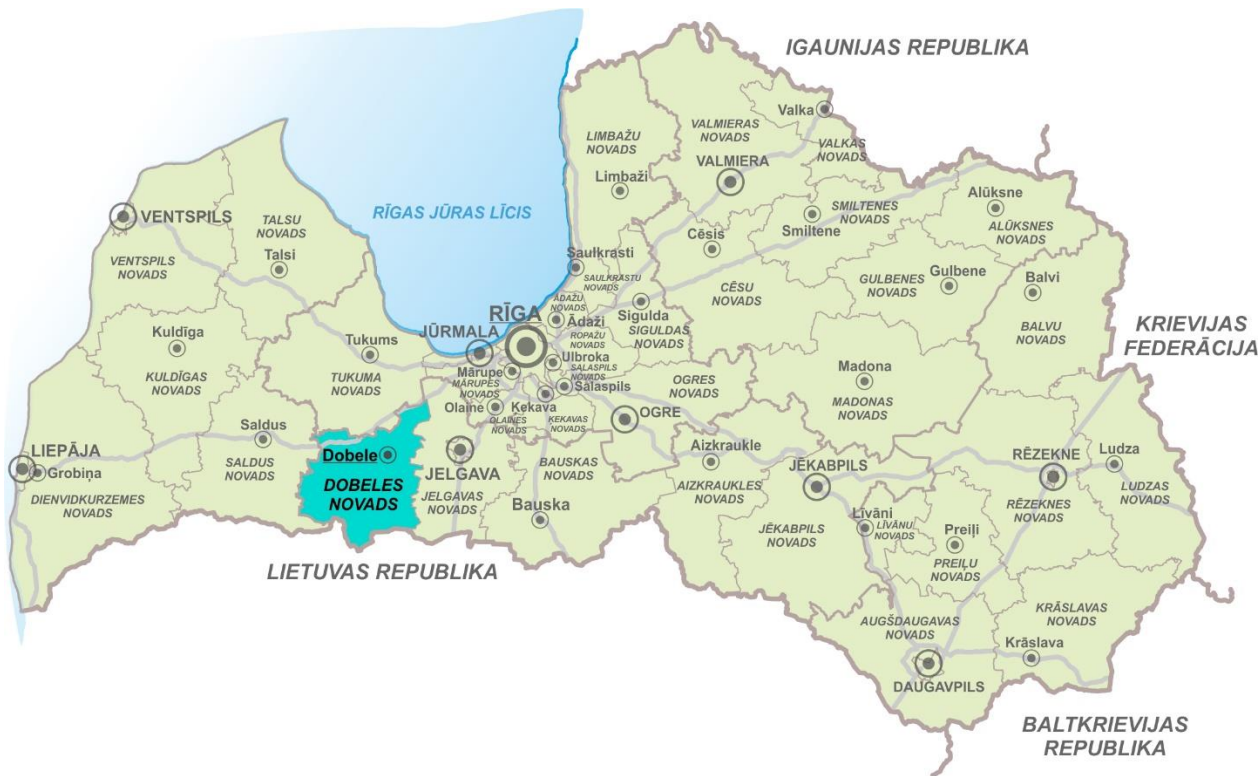 IGAUNIJAS REPUBLIKA
Valka
LIMBAŽU
NOVADS
VALMIERAS
NOVADS
VALKAS
NOVADS
VALMIERA
Limbaži
Alūksne
ALŪKSNES
NOVADS
SMILTENES
NOVADS
Smiltene
Cēsis
VENTSPILS
TALSU
NOVADS
RĪGAS JŪRAS LĪCIS
VENTSPILS
NOVADS
Talsi
Saulkrasti
SAULKRASTU
NOVADS
CĒSU
NOVADS
GULBENES
NOVADS
Gulbene
Balvi
BALVU
NOVADS
ĀDAŽU
NOVADS
Sigulda
SIGULDAS
NOVADS
RĪGA
Ādaži
ROPAŽU
NOVADS
KRIEVIJAS
FEDERĀCIJA
Kuldīga
KULDĪGAS
NOVADS
Tukums
TUKUMA
NOVADS
JŪRMALA
Mārupe
MĀRUPES
NOVADS
Ulbroka
SALASPILS
NOVADS
Salaspils
OGRES
NOVADS
Madona
MADONAS
NOVADS
Olaine
OLAINES
NOVADS
Ķekava
ĶEKAVAS
NOVADS
OGRE
Saldus
SALDUS
NOVADS
LIEPĀJA
Grobiņa
DIENVIDKURZEMES
NOVADS
Dobele
DOBELES
NOVADS
JELGAVA
JELGAVAS
NOVADS
BAUSKAS
NOVADS
Bauska
Aizkraukle
AIZKRAUKLES
NOVADS
JĒKABPILS
JĒKABPILS
NOVADS
Līvāni
LĪVĀNU
NOVADS
Preiļi
PREIĻU
NOVADS
RĒZEKNE
RĒZEKNES
NOVADS
Ludza
LUDZAS
NOVADS
LIETUVAS REPUBLIKA
AUGŠDAUGAVAS
NOVADS
KRĀSLAVAS
NOVADS
Krāslava
DAUGAVPILS
BALTKRIEVIJAS
REPUBLIKA